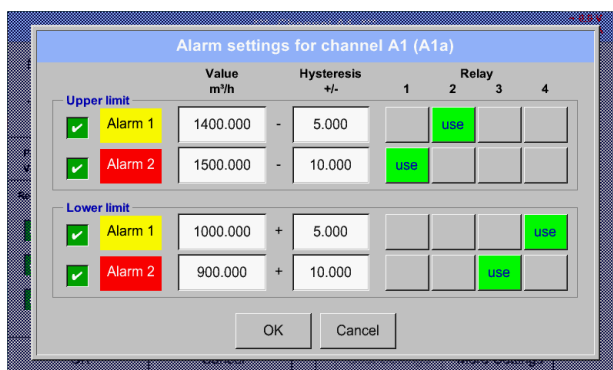 *** Channel A1 ***
Alarm settings for channel A1 (A1a)
Value Hysteresis Relay
m³/h +/- 1 2 3 4
Upper limit
✔ Alarm 1 1400.000 - 5.000 use
✔ Alarm 2 1500.000 - 10.000 use
Lower limit
✔ Alarm 1 1000.000 + 5.000 use
✔ Alarm 2 900.000 + 10.000 use
OK Cancel